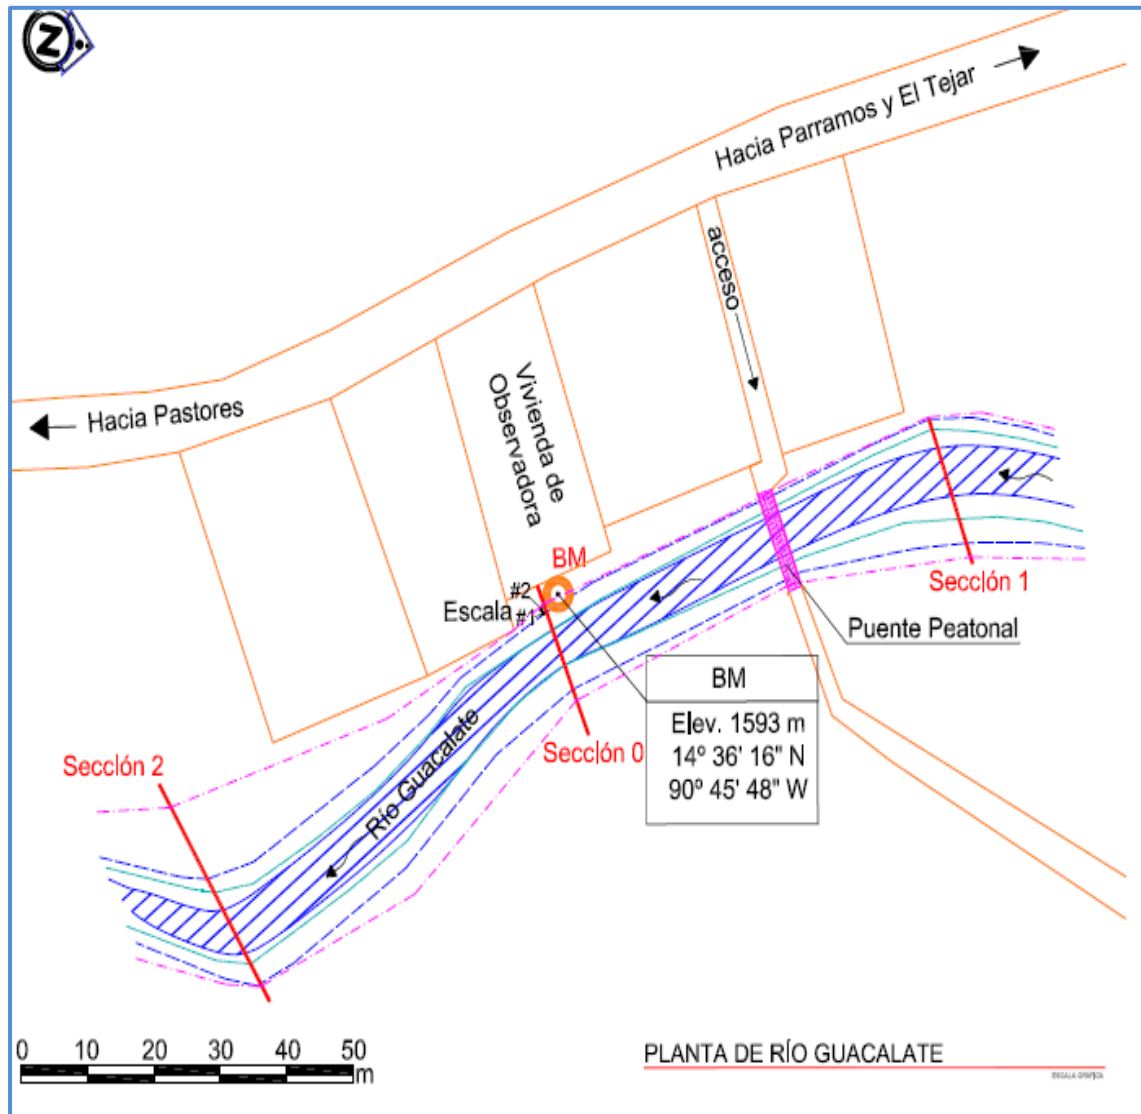 N
Hacia Parramos y El Tejar
acceso
Hacia Pastores
Vivienda de
Observadora
BM
#2
Escala
#1
Sección 1
Puente Peatonal
BM
Elev. 1593 m
14º 36' 16" N
90º 45' 48" W
Sección 0
Sección 2
Río Guacalate
0 10 20 30 40 50
m
PLANTA DE RÍO GUACALATE
ESCALA GRÁFICA